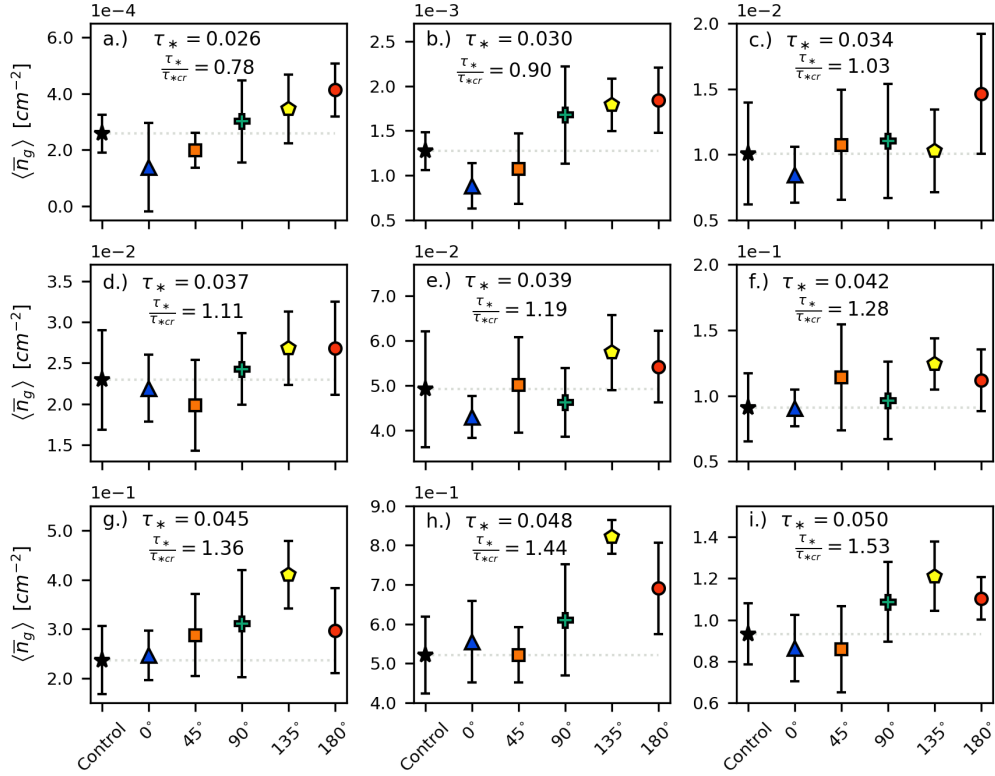 1e−4
a.) τ* = 0.026
τ*/τ*cr = 0.78
⟨n̅g⟩ [cm−2]
6.0
4.0
2.0
0.0
1e−3
b.) τ* = 0.030
τ*/τ*cr = 0.90
2.5
2.0
1.5
1.0
0.5
1e−2
c.) τ* = 0.034
τ*/τ*cr = 1.03
2.0
1.5
1.0
0.5
1e−2
d.) τ* = 0.037
τ*/τ*cr = 1.11
⟨n̅g⟩ [cm−2]
3.5
3.0
2.5
2.0
1.5
1e−2
e.) τ* = 0.039
τ*/τ*cr = 1.19
7.0
6.0
5.0
4.0
1e−1
f.) τ* = 0.042
τ*/τ*cr = 1.28
2.0
1.5
1.0
0.5
1e−1
g.) τ* = 0.045
τ*/τ*cr = 1.36
⟨n̅g⟩ [cm−2]
5.0
4.0
3.0
2.0
Control 0° 45° 90° 135° 180°
1e−1
h.) τ* = 0.048
τ*/τ*cr = 1.44
9.0
8.0
7.0
6.0
5.0
4.0
Control 0° 45° 90° 135° 180°
i.) τ* = 0.050
τ*/τ*cr = 1.53
1.4
1.2
1.0
0.8
0.6
Control 0° 45° 90° 135° 180°